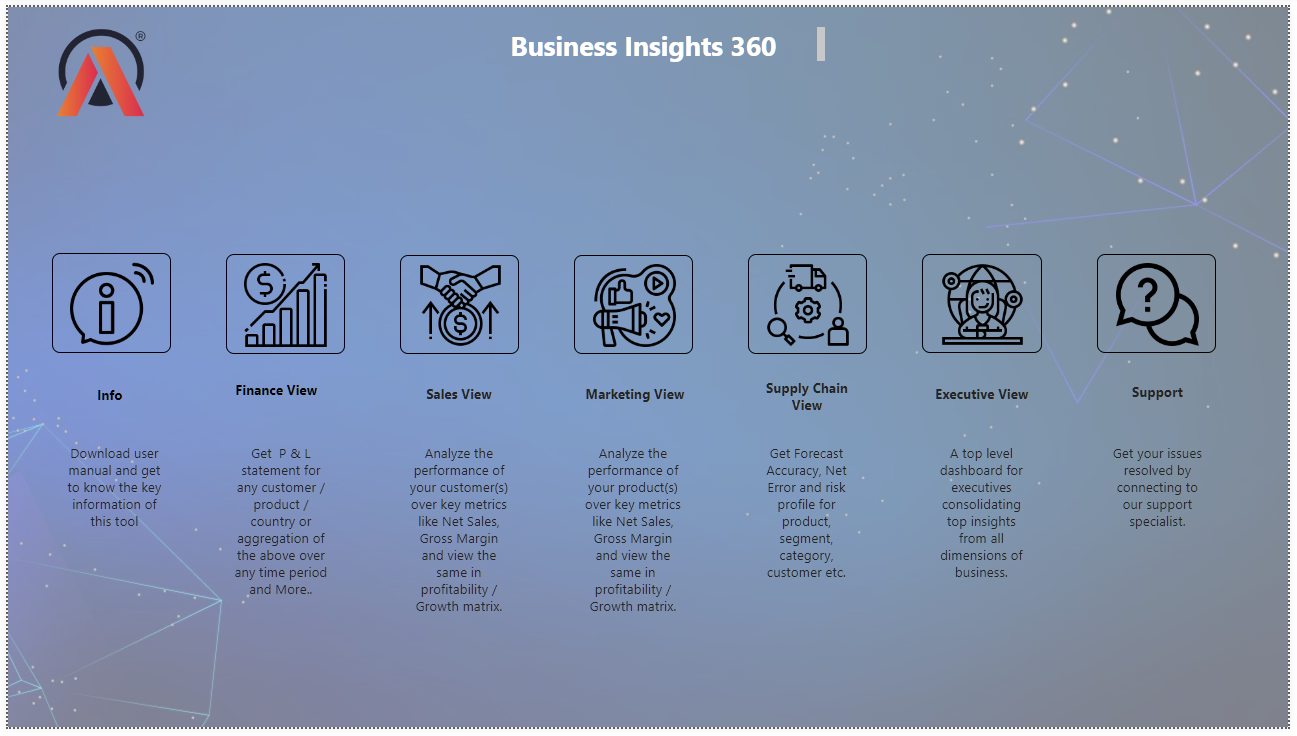 ®
Business Insights 360
Info
Download user
manual and get
to know the key
information of
this tool
Finance View
Get P & L
statement for
any customer /
product /
country or
aggregation of
the above over
any time period
and More..
Sales View
Analyze the
performance of
your customer(s)
over key metrics
like Net Sales,
Gross Margin
and view the
same in
profitability /
Growth matrix.
Marketing View
Analyze the
performance of
your product(s)
over key metrics
like Net Sales,
Gross Margin
and view the
same in
profitability /
Growth matrix.
Supply Chain
View
Get Forecast
Accuracy, Net
Error and risk
profile for
product,
segment,
category,
customer etc.
Executive View
A top level
dashboard for
executives
consolidating
top insights
from all
dimensions of
business.
Support
Get your issues
resolved by
connecting to
our support
specialist.